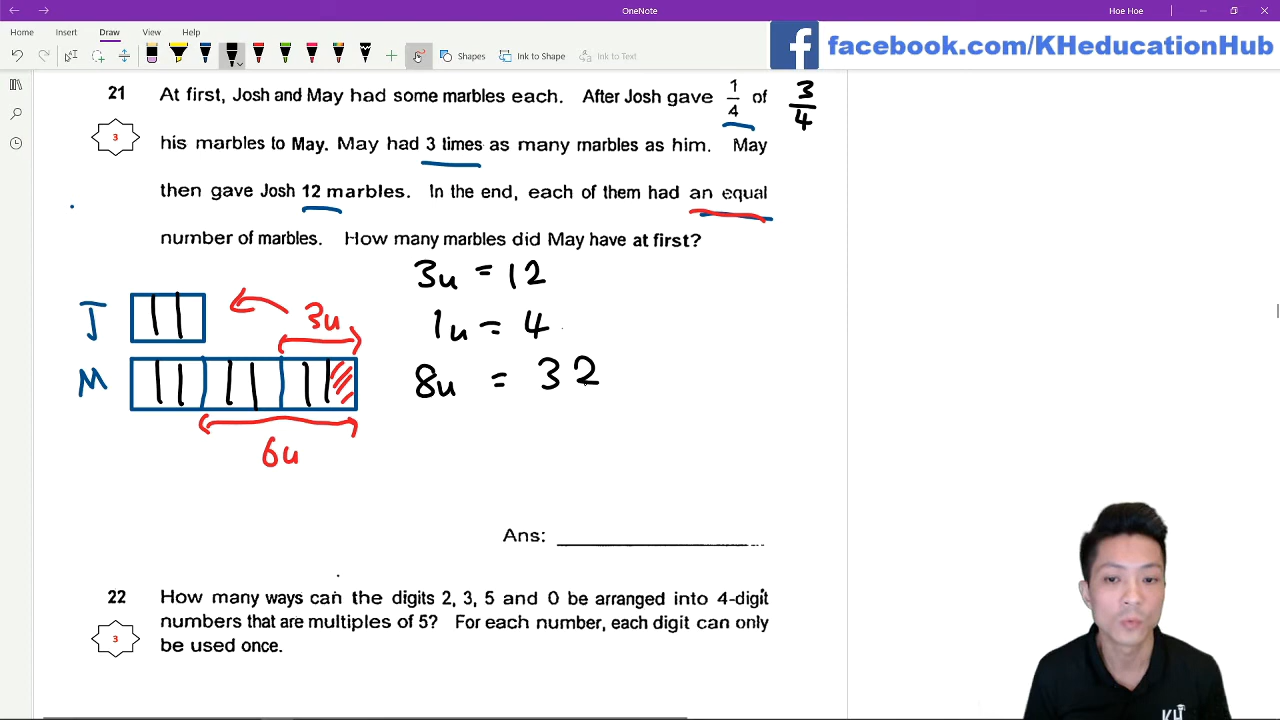 OneNote
Hoe Hoe
Home Insert Draw View Help
Shapes Ink to Shape Ink to Text
facebook.com/KHeducationHub
21 At first, Josh and May had some marbles each. After Josh gave 1/4 of 3/4
3 his marbles to May. May had 3 times as many marbles as him. May
then gave Josh 12 marbles. In the end, each of them had an equal
number of marbles. How many marbles did May have at first?
3u = 12
J 3u
1u = 4
M 8u = 32
6u
Ans:
22 How many ways can the digits 2, 3, 5 and 0 be arranged into 4-digit
3 numbers that are multiples of 5? For each number, each digit can only
be used once.
KH